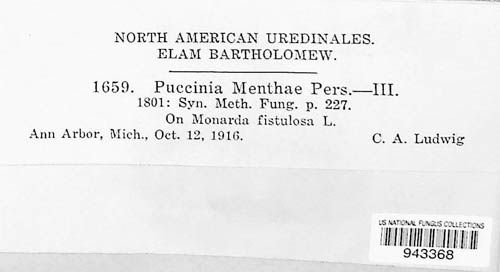 NORTH AMERICAN UREDINALES.
ELAM BARTHOLOMEW.
1659. Puccinia Menthae Pers.—III.
1801: Syn. Meth. Fung. p. 227.
On Monarda fistulosa L.
Ann Arbor, Mich., Oct. 12, 1916. C. A. Ludwig
US NATIONAL FUNGUS COLLECTIONS
943368